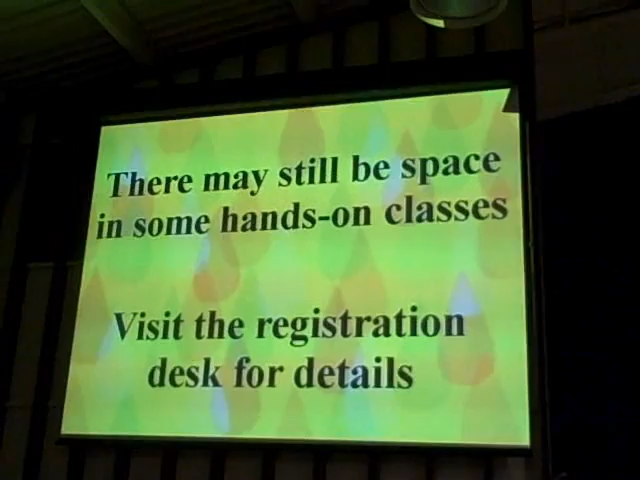 There may still be space
in some hands-on classes
Visit the registration
desk for details